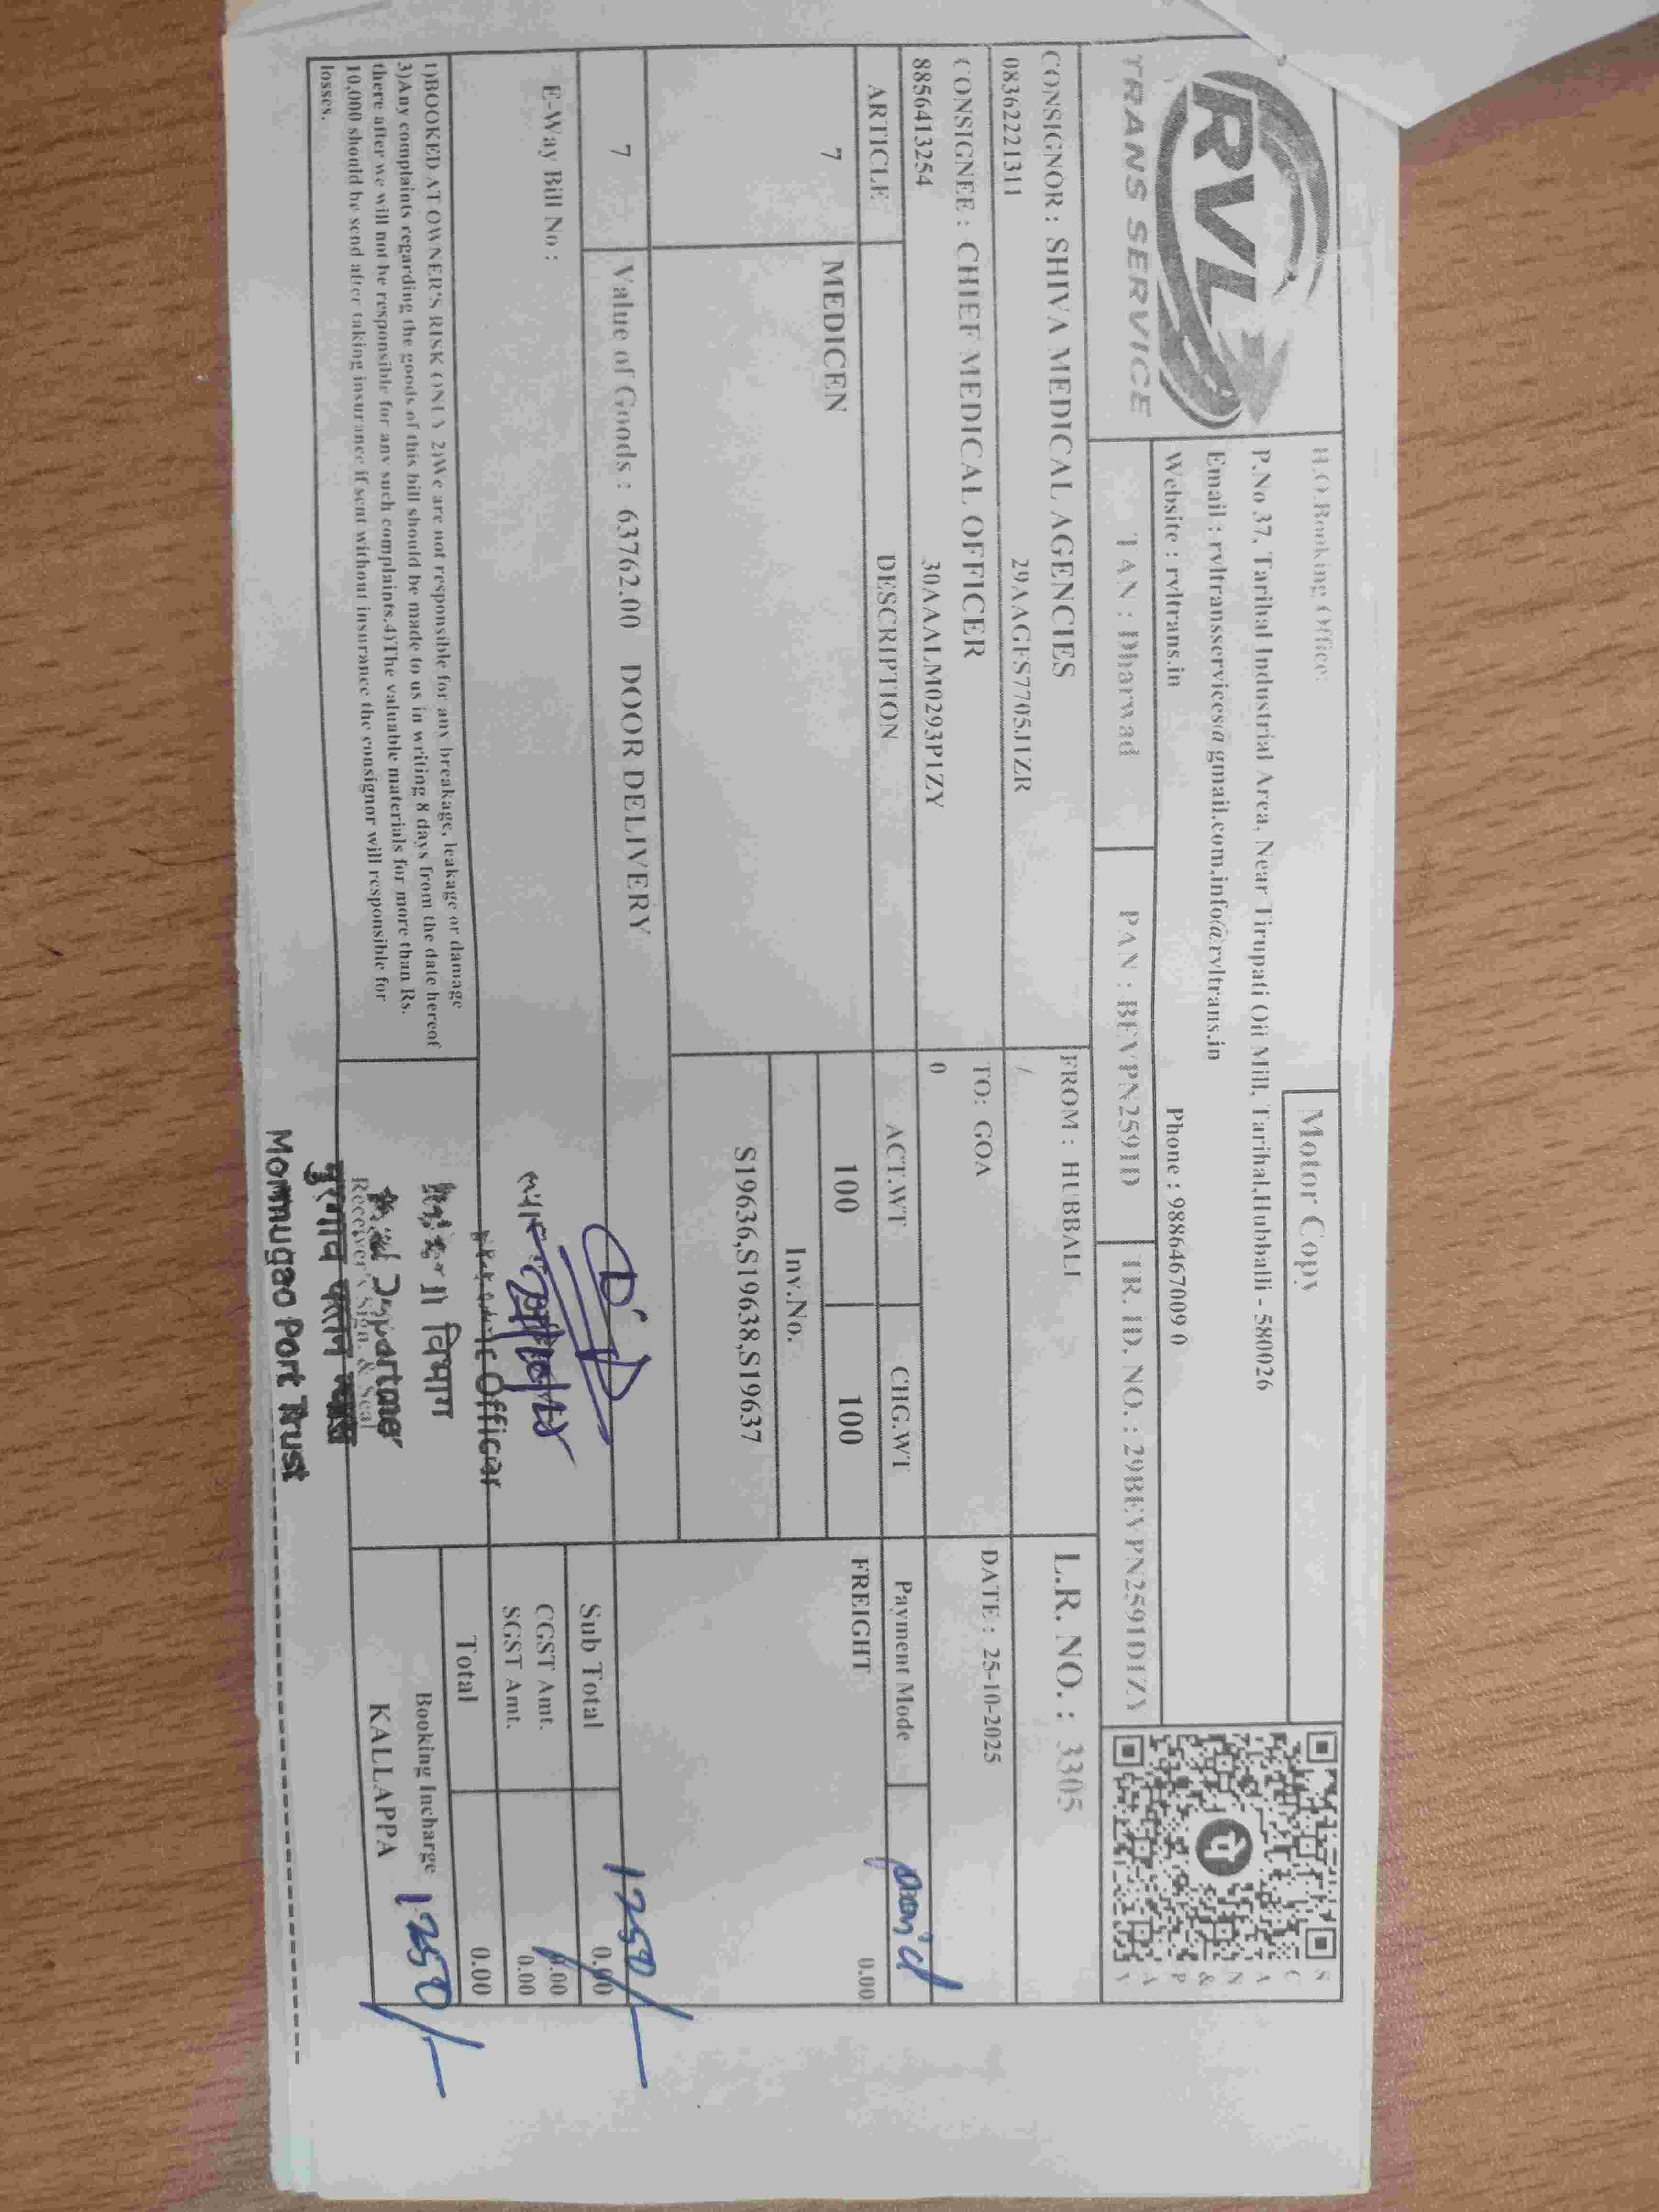 RVL
TRANS SERVICE
H.O.Booking Office:
Motor Copy
P.No 37, Tarihal Industrial Area, Near Tirupati Oil Mill, Tarihal,Hubballi - 580026
Email : rvltransservices@gmail.com,info@rvltrans.in
Website : rvltrans.in
Phone : 9886467009 0
TAN : Dharwad
PAN : BEVPN2591D
TR. ID. NO. : 29BEVPN2591D1ZY
SCAN & PAY
CONSIGNOR : SHIVA MEDICAL AGENCIES
FROM : HUBBALI
L.R. NO. : 3305
08362221311
29AAGFS7705J1ZR
/
CONSIGNEE : CHIEF MEDICAL OFFICER
TO: GOA
DATE : 25-10-2025
8856413254
30AAALM0293P1ZY
0
ARTICLE
DESCRIPTION
ACT.WT
CHG.WT
Payment Mode
paid
7
MEDICEN
100
100
FREIGHT
0.00
Inv.No.
S19636,S19638,S19637
7
Value of Goods : 63762.00 DOOR DELIVERY
1250/-
Sub Total
0.00
E-Way Bill No :
CGST Amt.
0.00
SGST Amt.
0.00
Officer
Total
0.00
विभाग
1)BOOKED AT OWNER'S RISK ONLY 2)We are not responsible for any breakage, leakage or damage
3)Any complaints regarding the goods of this bill should be made to us in writing 8 days from the date hereof
there after we will not be responsible for any such complaints.4)The valuable materials for more than Rs.
10,000 should be send after taking insurance if sent without insurance the consignor will responsible for
losses.
Receiver's Sign. & Seal
Booking Incharge
1250/-
KALLAPPA
Mormugao Port Trust